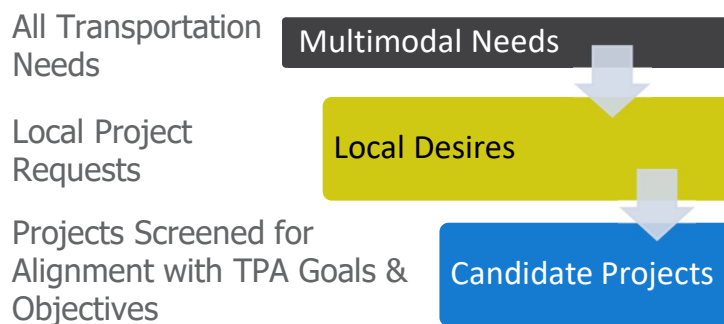 All Transportation
Needs
Multimodal Needs
Local Project
Requests
Local Desires
Projects Screened for
Alignment with TPA Goals &
Objectives
Candidate Projects